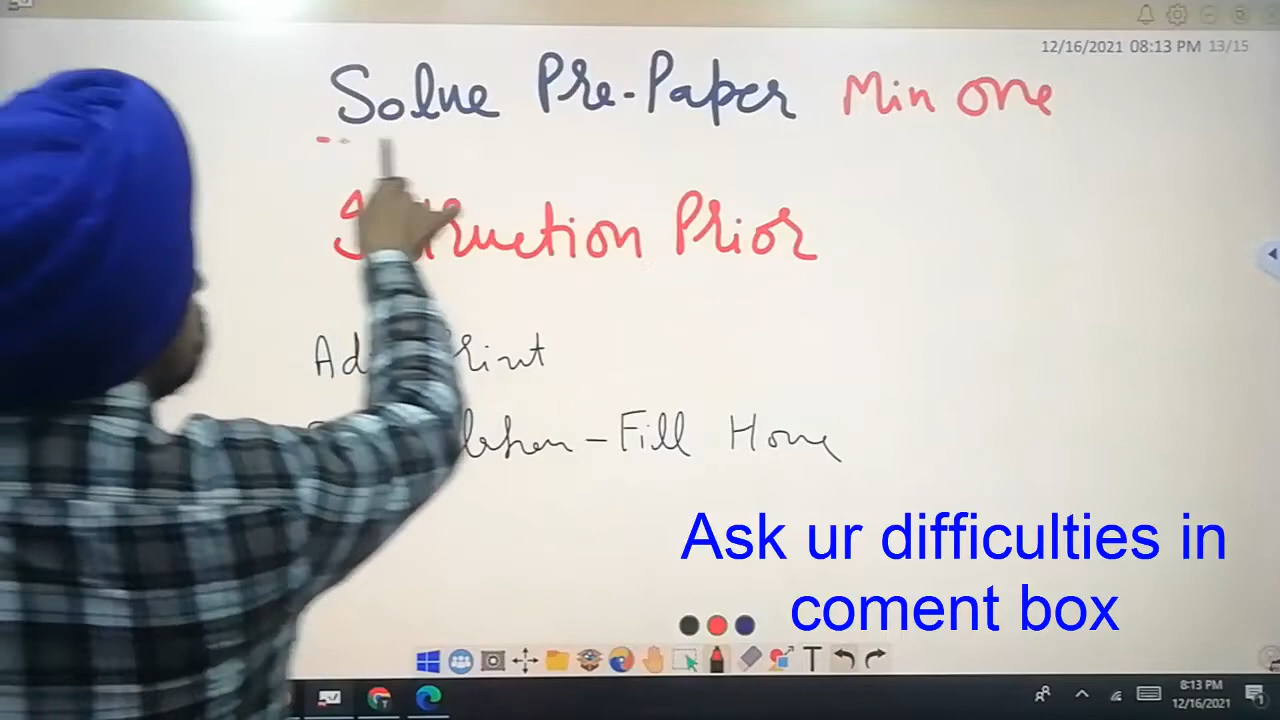 12/16/2021 08:13 PM 13/15
Solve Pre-Paper Min one
Prior
Fill Home
Ask ur difficulties in
coment box
T
8:13 PM
12/16/2021